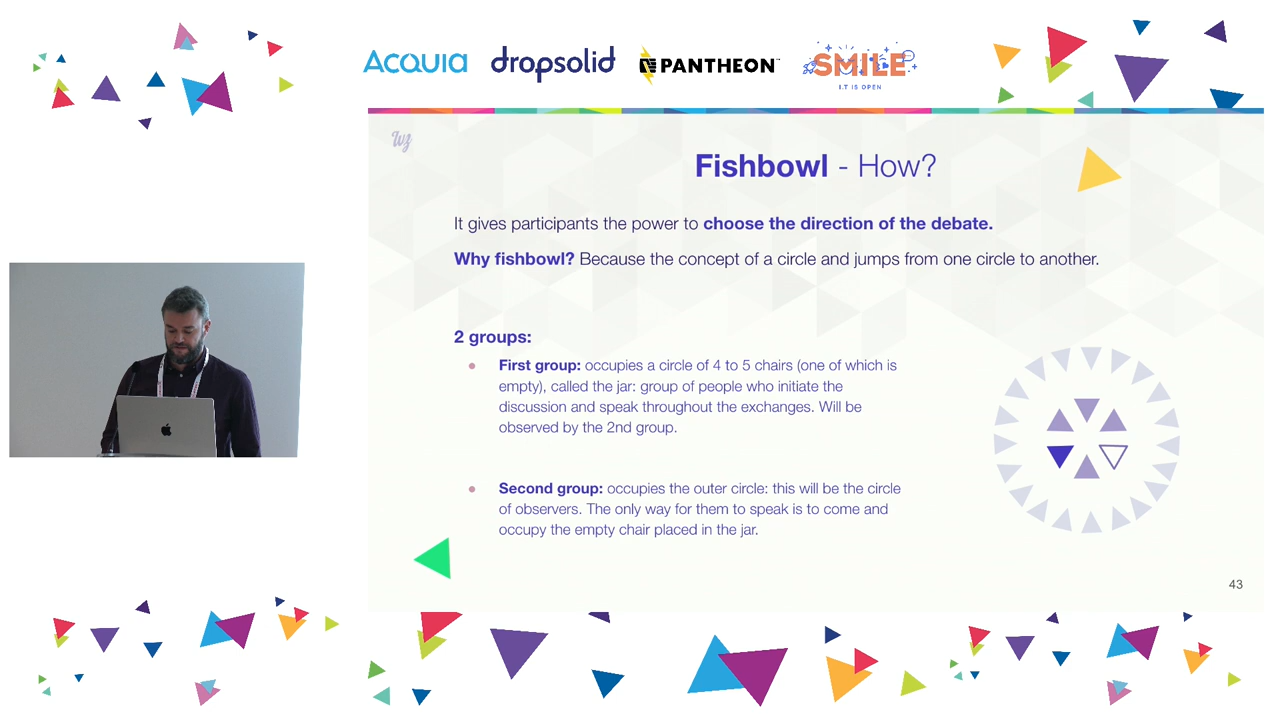 ACQUIA dropsolid PANTHEON SMILE
I.T IS OPEN
Fishbowl - How?
It gives participants the power to choose the direction of the debate.
Why fishbowl? Because the concept of a circle and jumps from one circle to another.
2 groups:
First group: occupies a circle of 4 to 5 chairs (one of which is
empty), called the jar: group of people who initiate the
discussion and speak throughout the exchanges. Will be
observed by the 2nd group.
Second group: occupies the outer circle: this will be the circle
of observers. The only way for them to speak is to come and
occupy the empty chair placed in the jar.
43